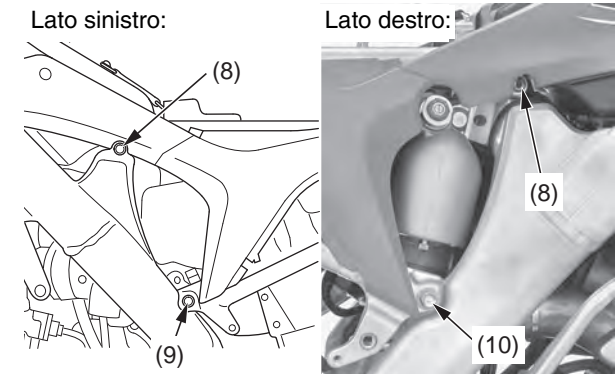 Lato sinistro:
Lato destro:
(8)
(8)
(9)
(10)